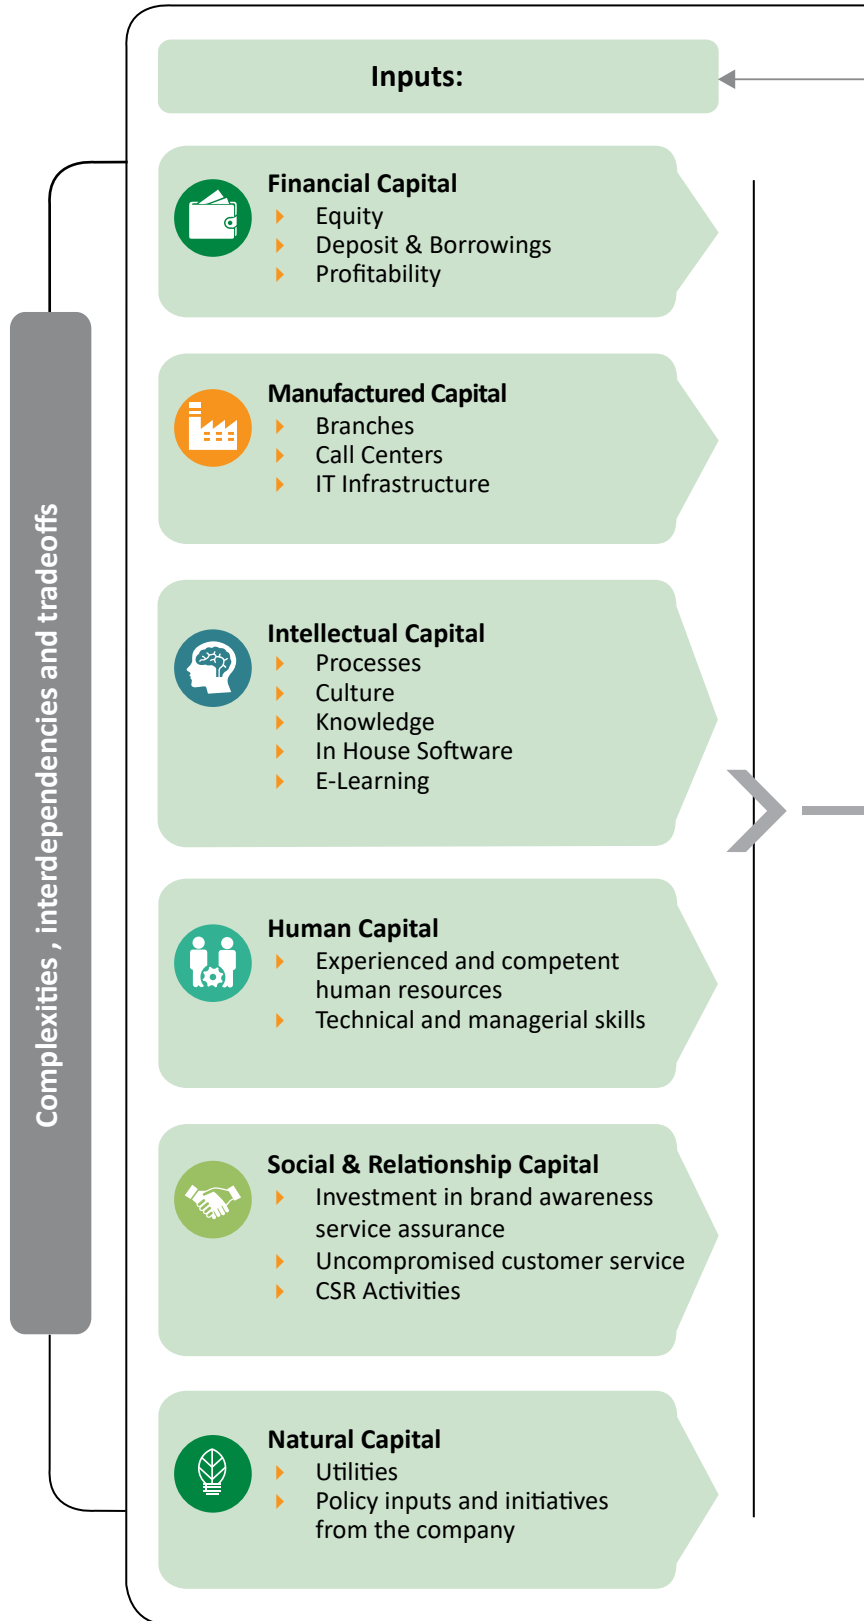 Inputs:
Financial Capital
Equity
Deposit & Borrowings
Profitability
Manufactured Capital
Branches
Call Centers
IT Infrastructure
Intellectual Capital
Processes
Culture
Knowledge
In House Software
E-Learning
Human Capital
Experienced and competent
human resources
Technical and managerial skills
Social & Relationship Capital
Investment in brand awareness
service assurance
Uncompromised customer service
CSR Activities
Natural Capital
Utilities
Policy inputs and initiatives
from the company
Complexities , interdependencies and tradeoffs